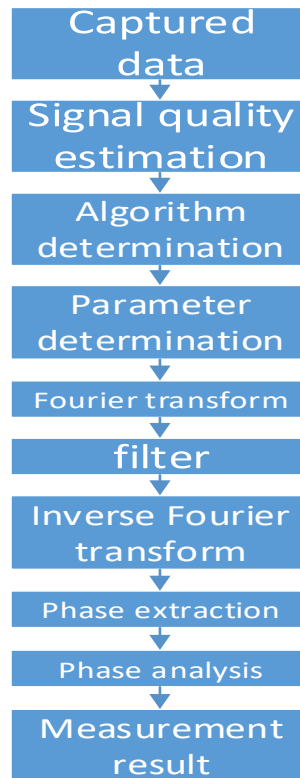 Captured
data
Signal quality
estimation
Algorithm
determination
Parameter
determination
Fourier transform
filter
Inverse Fourier
transform
Phase extraction
Phase analysis
Measurement
result